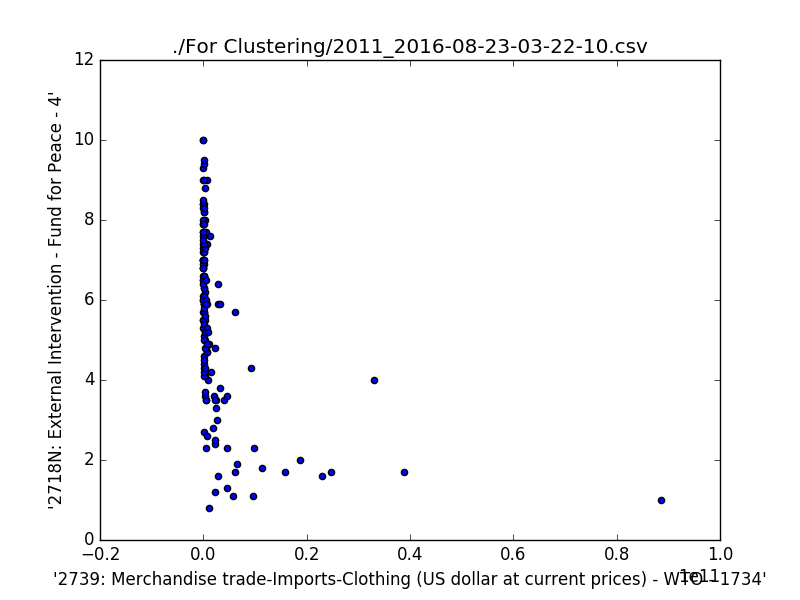 ./For Clustering/2011_2016-08-23-03-22-10.csv
12
10
8
6
4
2
0
'2718N: External Intervention - Fund for Peace - 4'
−0.2 0.0 0.2 0.4 0.6 0.8 1.0
1e11
'2739: Merchandise trade-Imports-Clothing (US dollar at current prices) - WTO - 1734'